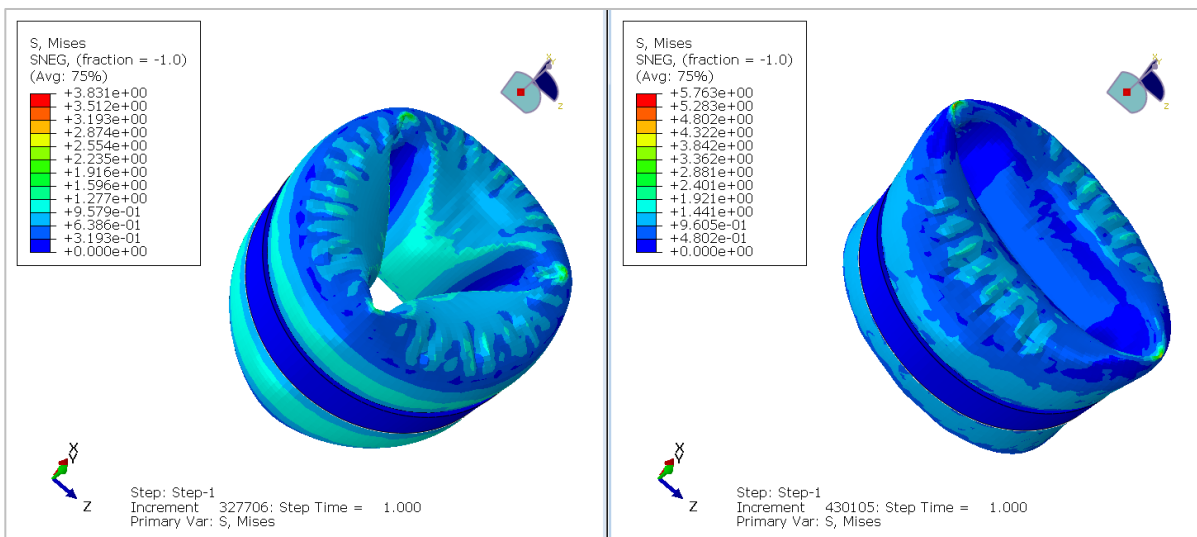 S, Mises
SNEG, (fraction = -1.0)
(Avg: 75%)
+3.831e+00
+3.512e+00
+3.193e+00
+2.874e+00
+2.554e+00
+2.235e+00
+1.916e+00
+1.596e+00
+1.277e+00
+9.579e-01
+6.386e-01
+3.193e-01
+0.000e+00
X
Y
Z
X
Y
Z
Step: Step-1
Increment 327706: Step Time = 1.000
Primary Var: S, Mises
S, Mises
SNEG, (fraction = -1.0)
(Avg: 75%)
+5.763e+00
+5.283e+00
+4.802e+00
+4.322e+00
+3.842e+00
+3.362e+00
+2.881e+00
+2.401e+00
+1.921e+00
+1.441e+00
+9.605e-01
+4.802e-01
+0.000e+00
X
Y
Z
X
Y
Z
Step: Step-1
Increment 430105: Step Time = 1.000
Primary Var: S, Mises